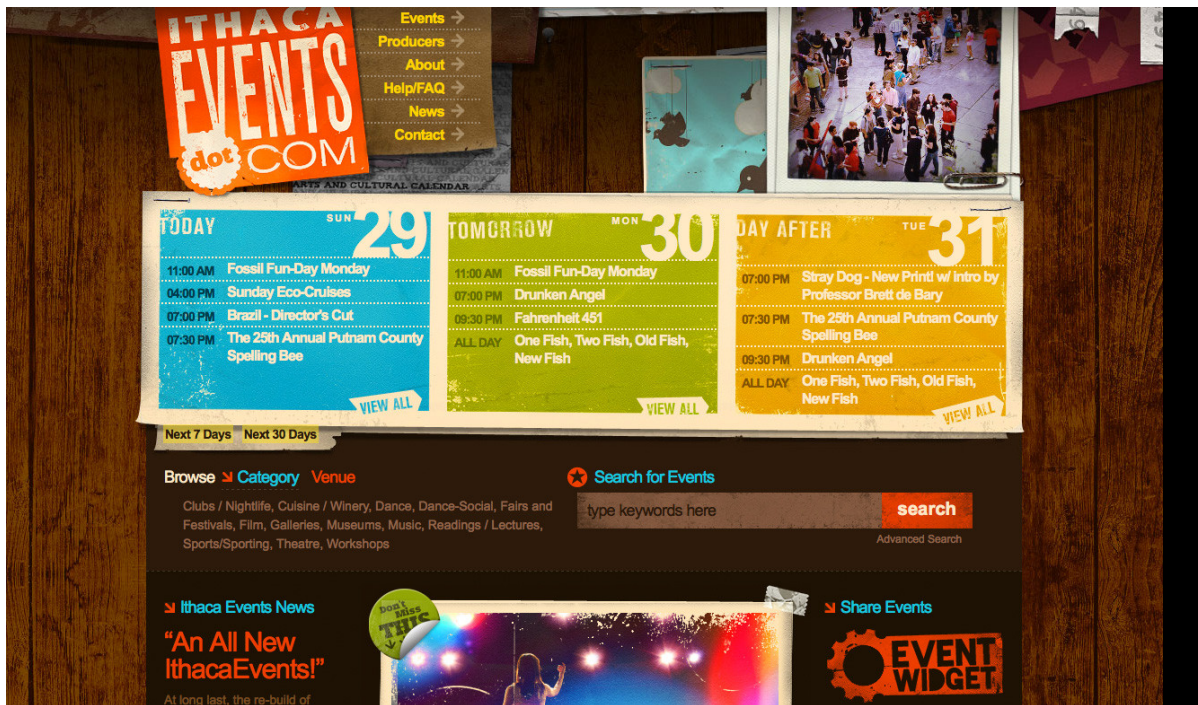 ITHACA
EVENTS
dot COM
Events
Producers
About
Help/FAQ
News
Contact
ARTS AND CULTURAL CALENDAR
TODAY
SUN 29
11:00 AM Fossil Fun-Day Monday
04:00 PM Sunday Eco-Cruises
07:00 PM Brazil - Director's Cut
07:30 PM The 25th Annual Putnam County
Spelling Bee
VIEW ALL
TOMORROW
MON 30
11:00 AM Fossil Fun-Day Monday
07:00 PM Drunken Angel
09:30 PM Fahrenheit 451
ALL DAY One Fish, Two Fish, Old Fish,
New Fish
VIEW ALL
DAY AFTER
TUE 31
07:00 PM Stray Dog - New Print! w/ intro by
Professor Brett de Bary
07:30 PM The 25th Annual Putnam County
Spelling Bee
09:30 PM Drunken Angel
ALL DAY One Fish, Two Fish, Old Fish,
New Fish
VIEW ALL
Next 7 Days Next 30 Days
Browse Category Venue
Clubs / Nightlife, Cuisine / Winery, Dance, Dance-Social, Fairs and
Festivals, Film, Galleries, Museums, Music, Readings / Lectures,
Sports/Sporting, Theatre, Workshops
Search for Events
type keywords here search
Advanced Search
Ithaca Events News
“An All New
IthacaEvents!”
At long last, the re-build of
Don't
Miss
THIS
Share Events
EVENT
WIDGET